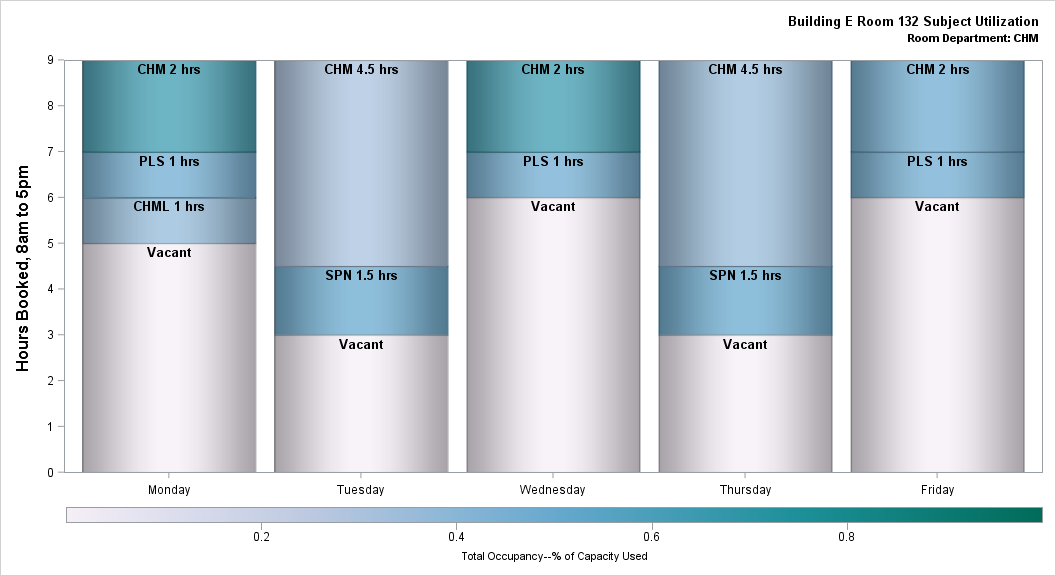 Building E Room 132 Subject Utilization
Room Department: CHM
Hours Booked, 8am to 5pm
9
8
7
6
5
4
3
2
1
0
CHM 2 hrs
PLS 1 hrs
CHML 1 hrs
Vacant
CHM 4.5 hrs
SPN 1.5 hrs
Vacant
CHM 2 hrs
PLS 1 hrs
Vacant
CHM 4.5 hrs
SPN 1.5 hrs
Vacant
CHM 2 hrs
PLS 1 hrs
Vacant
Monday Tuesday Wednesday Thursday Friday
0.2 0.4 0.6 0.8
Total Occupancy--% of Capacity Used